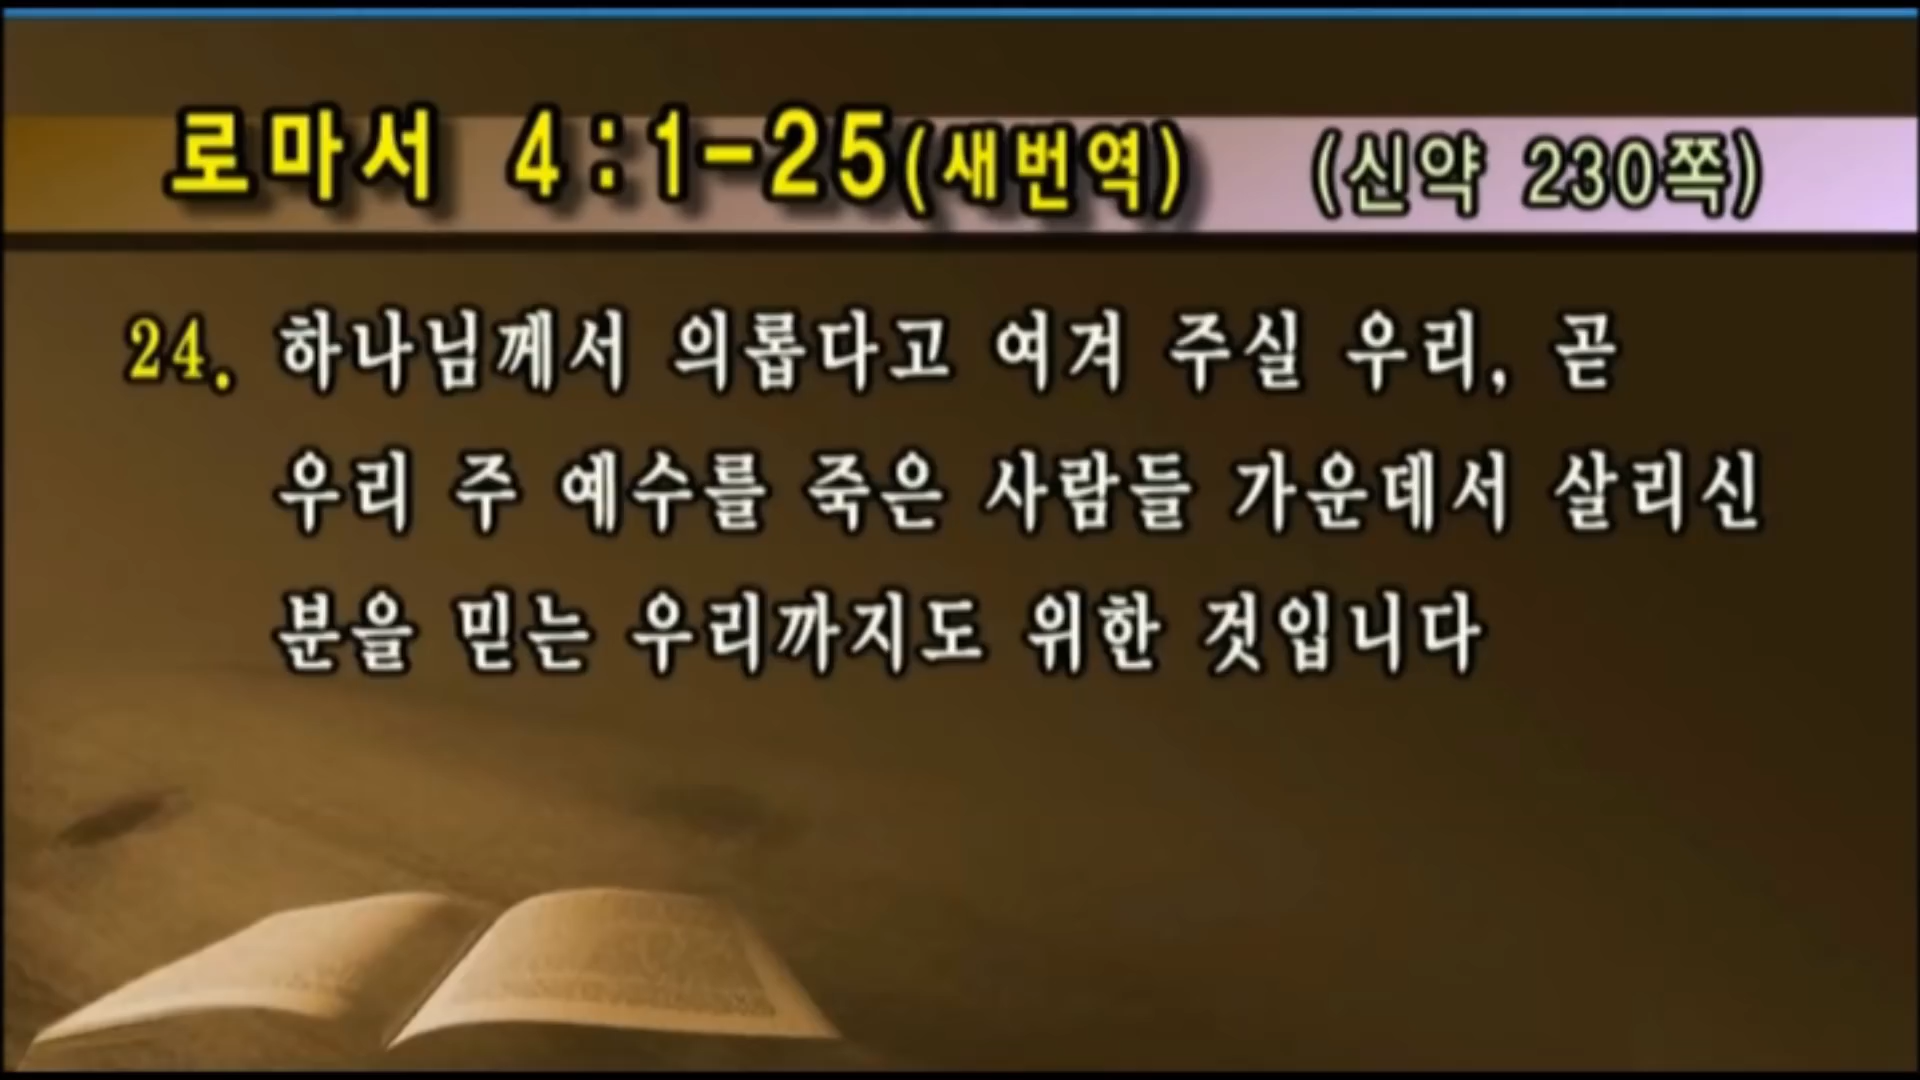 로마서 4:1-25(새번역) (신약 230쪽)
24. 하나님께서 의롭다고 여겨 주실 우리, 곧
우리 주 예수를 죽은 사람들 가운데서 살리신
분을 믿는 우리까지도 위한 것입니다